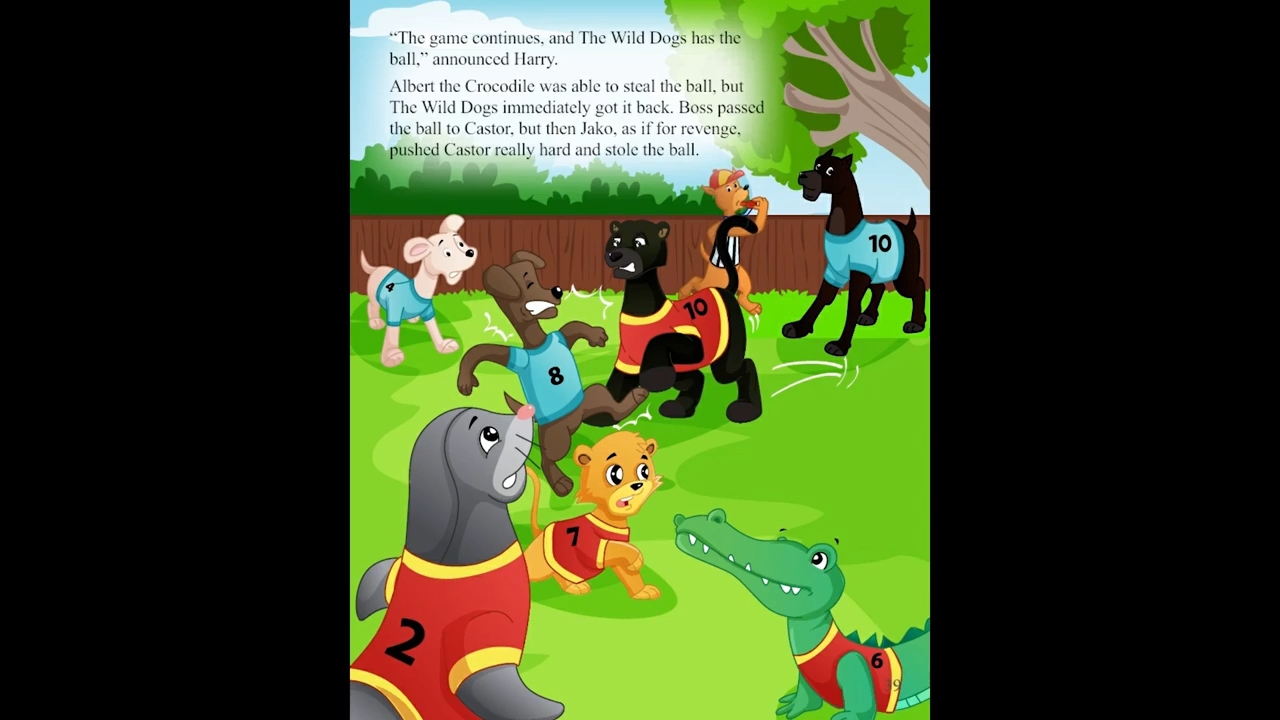 “The game continues, and The Wild Dogs has the
ball,” announced Harry.
Albert the Crocodile was able to steal the ball, but
The Wild Dogs immediately got it back. Boss passed
the ball to Castor, but then Jako, as if for revenge,
pushed Castor really hard and stole the ball.
10
4
10
8
7
2
6
39